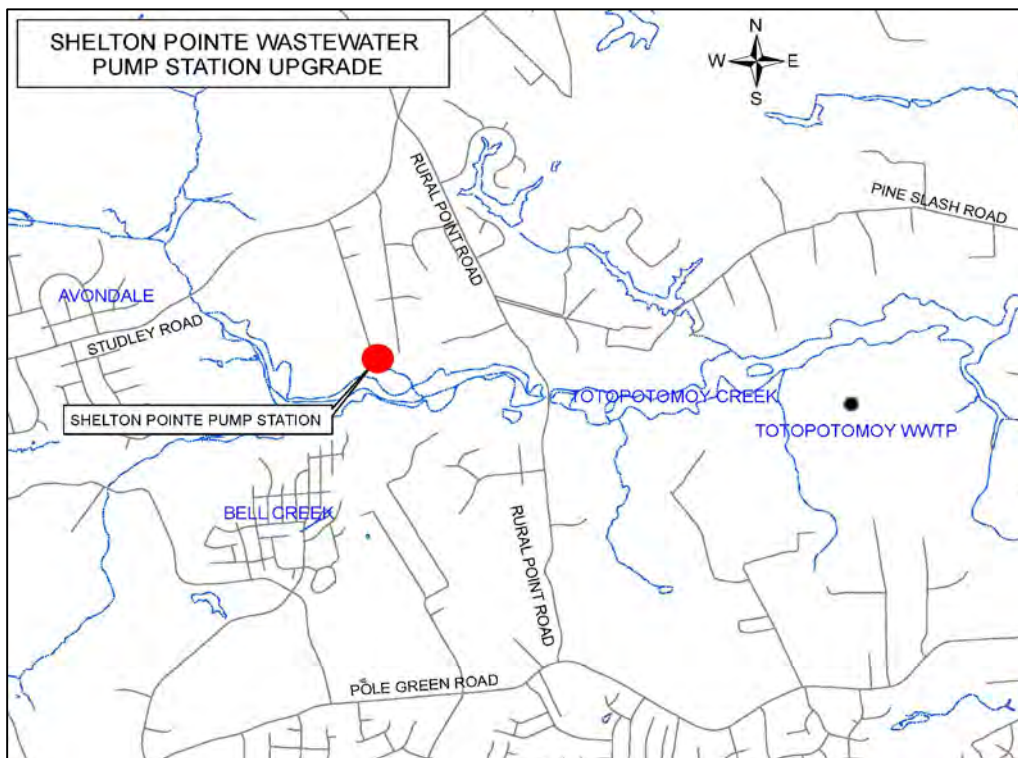 SHELTON POINTE WASTEWATER
PUMP STATION UPGRADE
N
W E
S
RURAL POINT ROAD
PINE SLASH ROAD
AVONDALE
STUDLEY ROAD
SHELTON POINTE PUMP STATION
TOTOPOTOMOY CREEK
TOTOPOTOMOY WWTP
BELL CREEK
RURAL POINT ROAD
POLE GREEN ROAD